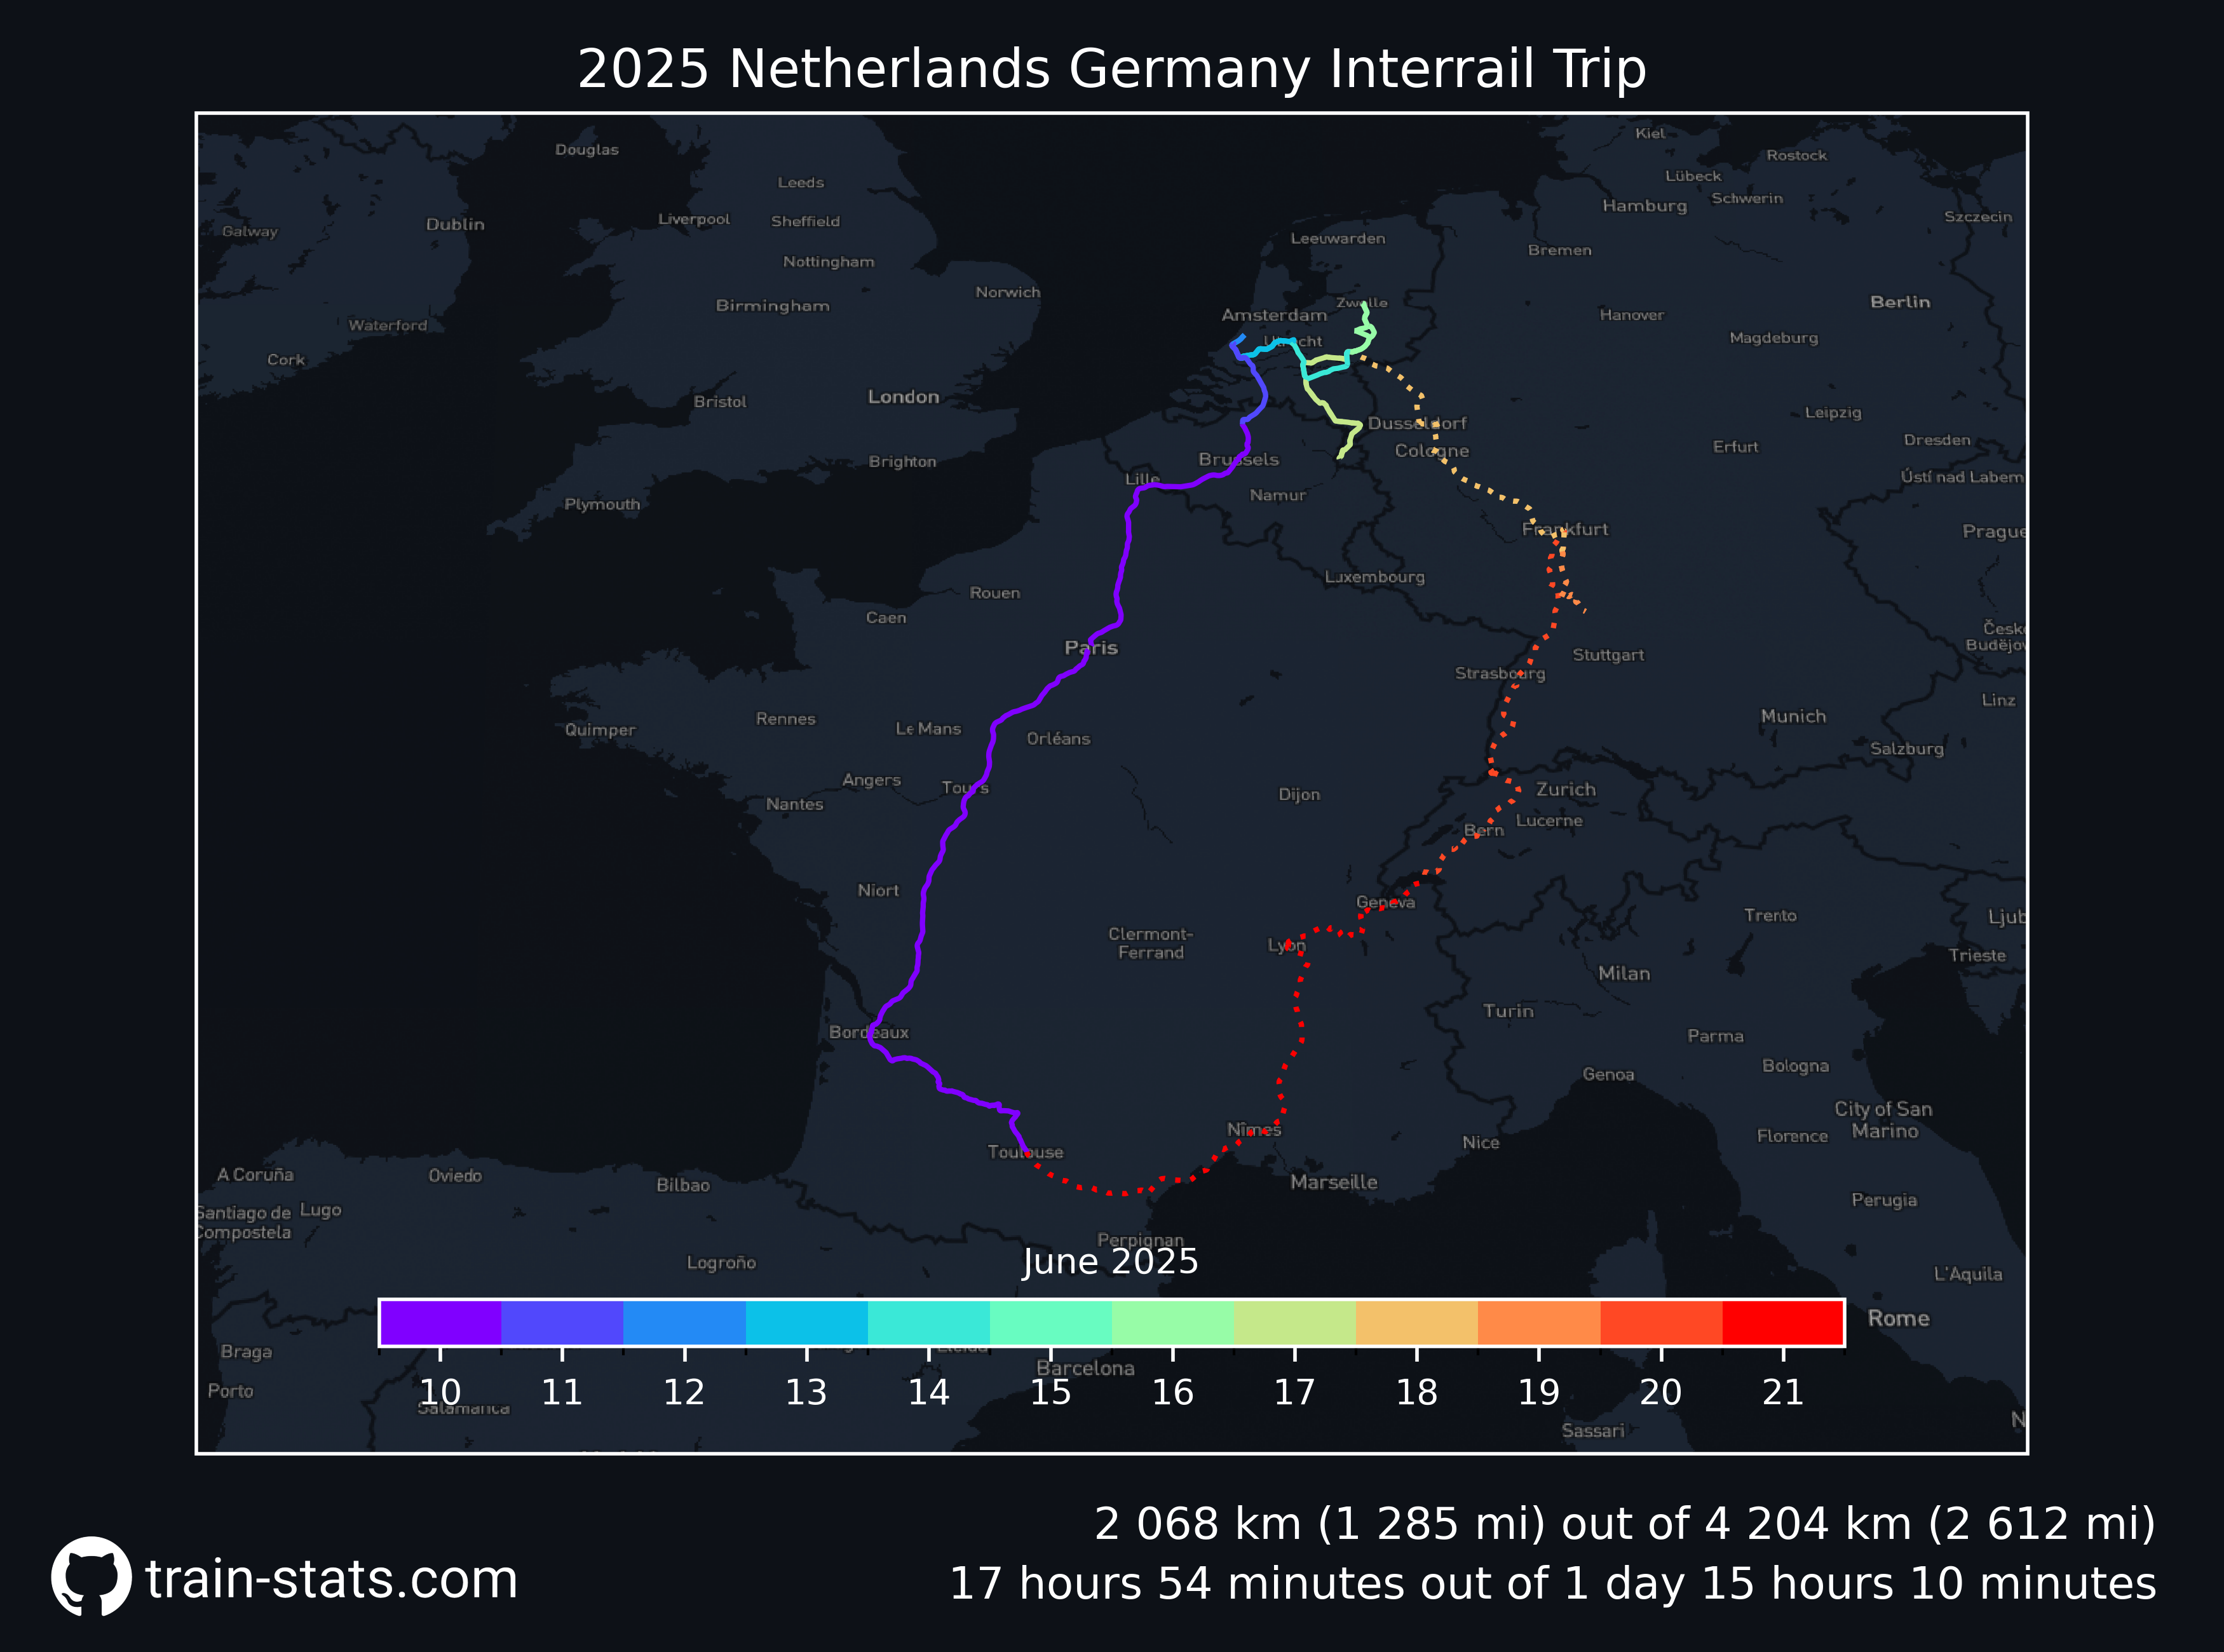 2025 Netherlands Germany Interrail Trip
Kiel
Douglas
Rostock
Leeds
Lübeck
Schwerin
Hamburg
Szczecin
Liverpool
Sheffield
Dublin
Galway
Leeuwarden
Bremen
Nottingham
Norwich
Berlin
Birmingham
Zwolle
Amsterdam
Hanover
Waterford
Magdeburg
Utrecht
Cork
London
Bristol
Leipzig
Dusseldorf
Dresden
Erfurt
Cologne
Brussels
Brighton
Lille
Ústí nad Labem
Namur
Plymouth
Frankfurt
Prague
Luxembourg
Rouen
Caen
České
Budějov
Paris
Stuttgart
Strasbourg
Linz
Munich
Rennes
Quimper
Le Mans
Orléans
Salzburg
Angers
Tours
Zurich
Dijon
Nantes
Lucerne
Bern
Niort
Geneva
Trento
Ljub
Clermont-
Ferrand
Lyon
Trieste
Milan
Turin
Bordeaux
Parma
Bologna
Genoa
City of San
Marino
Nîmes
Florence
Nice
Toulouse
A Coruña
Oviedo
Bilbao
Marseille
Perugia
Santiago de
Compostela
Lugo
Perpignan
Logroño
June 2025
L'Aquila
Rome
Braga
Barcelona
Porto
10 11 12 13 14 15 16 17 18 19 20 21
Salamanca
Sassari
2 068 km (1 285 mi) out of 4 204 km (2 612 mi)
train-stats.com
17 hours 54 minutes out of 1 day 15 hours 10 minutes